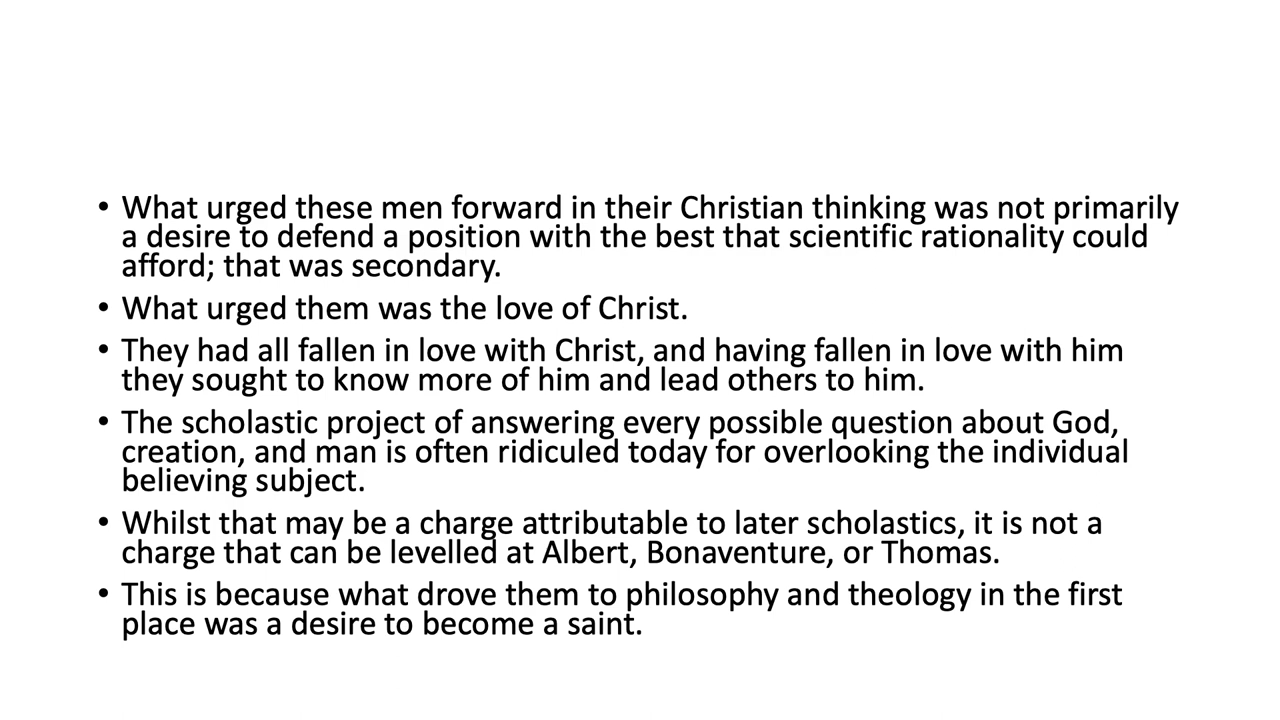 • What urged these men forward in their Christian thinking was not primarily
a desire to defend a position with the best that scientific rationality could
afford; that was secondary.
• What urged them was the love of Christ.
• They had all fallen in love with Christ, and having fallen in love with him
they sought to know more of him and lead others to him.
• The scholastic project of answering every possible question about God,
creation, and man is often ridiculed today for overlooking the individual
believing subject.
• Whilst that may be a charge attributable to later scholastics, it is not a
charge that can be levelled at Albert, Bonaventure, or Thomas.
• This is because what drove them to philosophy and theology in the first
place was a desire to become a saint.